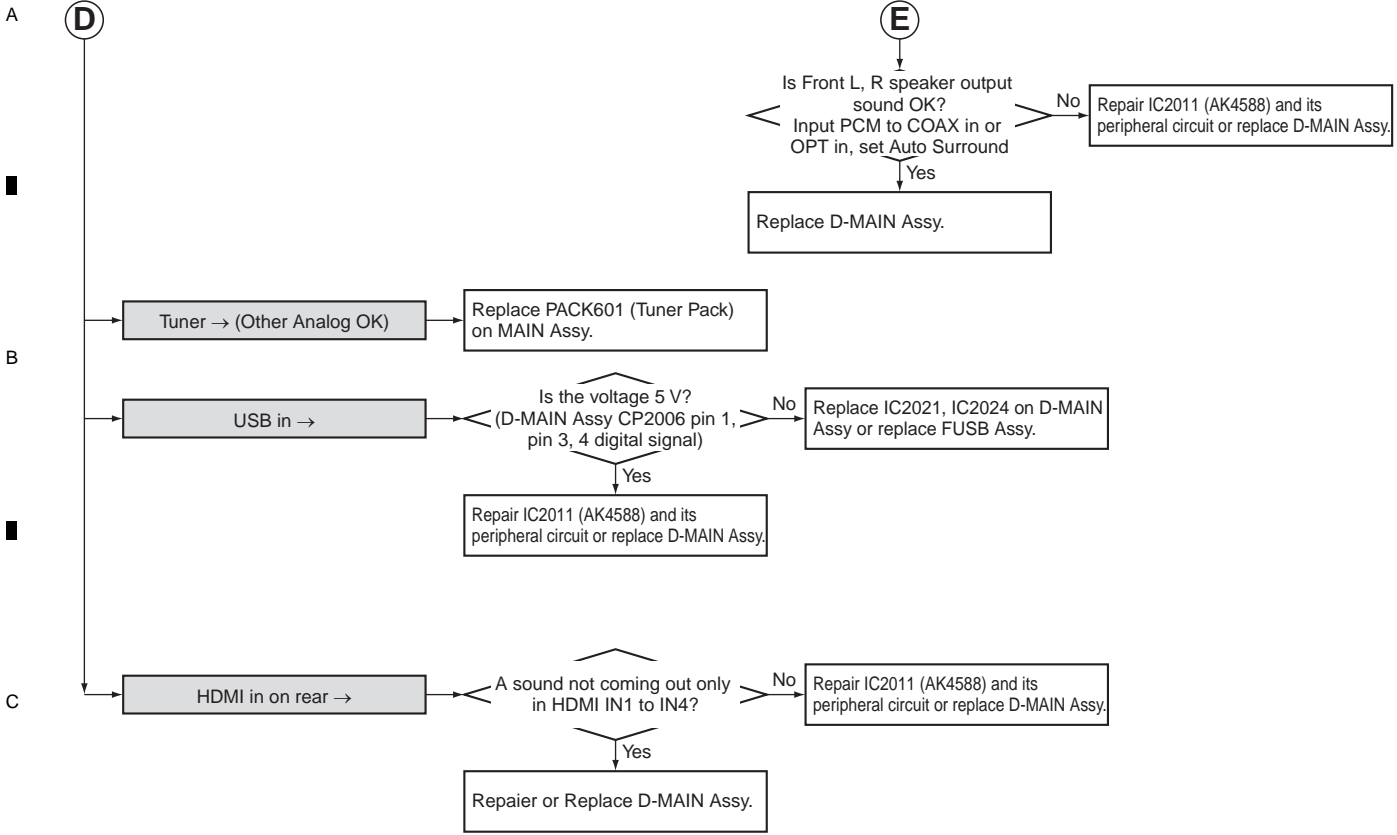 A
D
E
Is Front L, R speaker output
sound OK?
Input PCM to COAX in or
OPT in, set Auto Surround
No
Repair IC2011 (AK4588) and its
peripheral circuit or replace D-MAIN Assy.
Yes
Replace D-MAIN Assy.
Tuner → (Other Analog OK)
Replace PACK601 (Tuner Pack)
on MAIN Assy.
B
USB in →
Is the voltage 5 V?
(D-MAIN Assy CP2006 pin 1,
pin 3, 4 digital signal)
No
Replace IC2021, IC2024 on D-MAIN
Assy or replace FUSB Assy.
Yes
Repair IC2011 (AK4588) and its
peripheral circuit or replace D-MAIN Assy.
C
HDMI in on rear →
A sound not coming out only
in HDMI IN1 to IN4?
No
Repair IC2011 (AK4588) and its
peripheral circuit or replace D-MAIN Assy.
Yes
Repaier or Replace D-MAIN Assy.